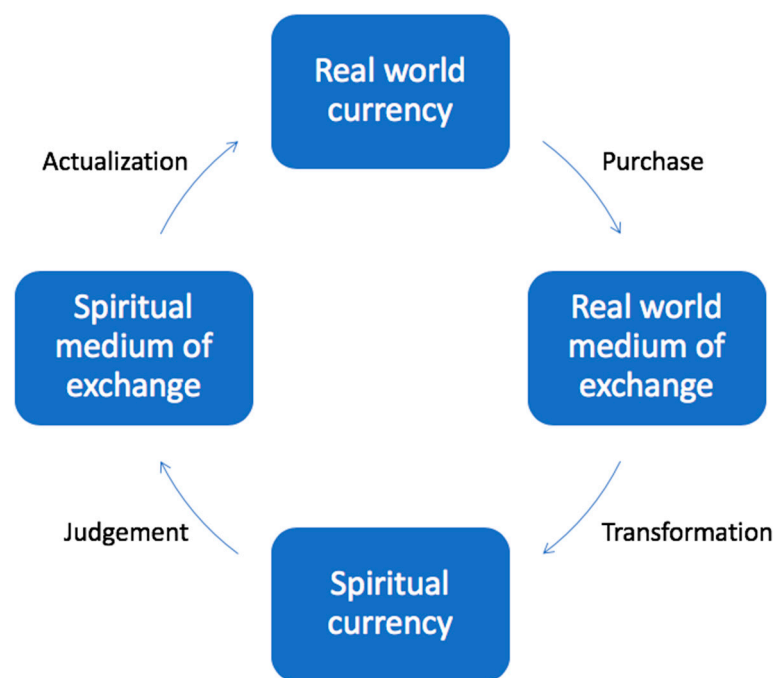 Real world
currency
Actualization
Purchase
Spiritual
medium of
exchange
Real world
medium of
exchange
Judgement
Transformation
Spiritual
currency